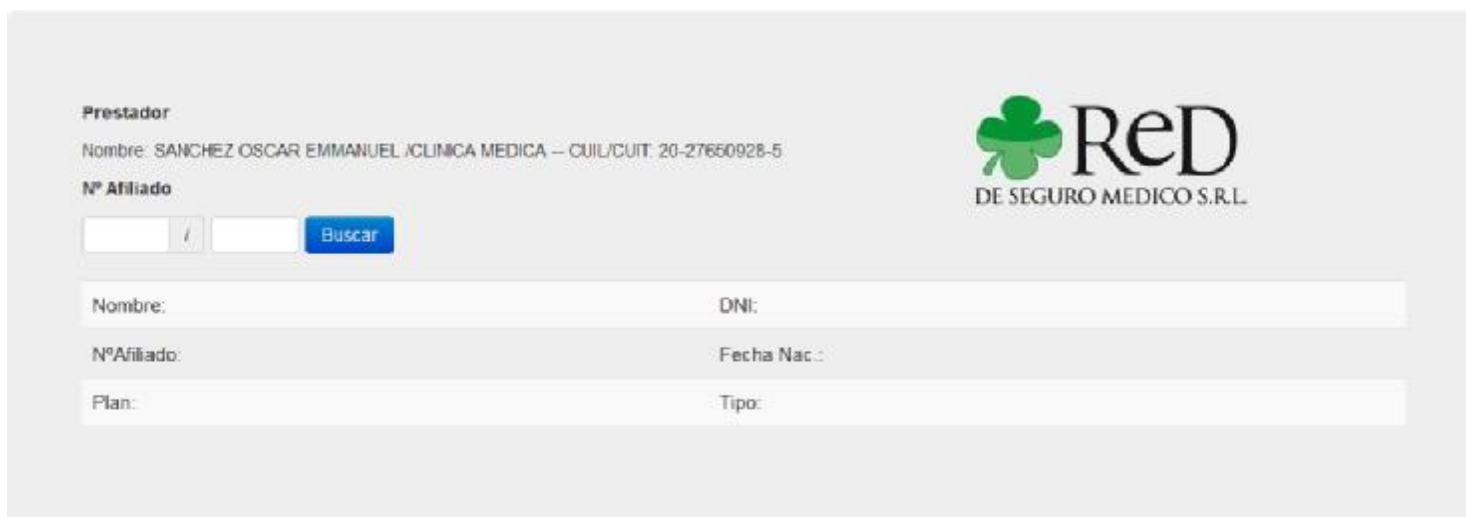 Prestador
Nombre: SANCHEZ OSCAR EMMANUEL /CLINICA MEDICA -- CUIL/CUIT: 20-27650928-5
Nº Afiliado
/ Buscar
ReD
DE SEGURO MEDICO S.R.L.
Nombre: DNI:
NºAfiliado: Fecha Nac.:
Plan: Tipo: